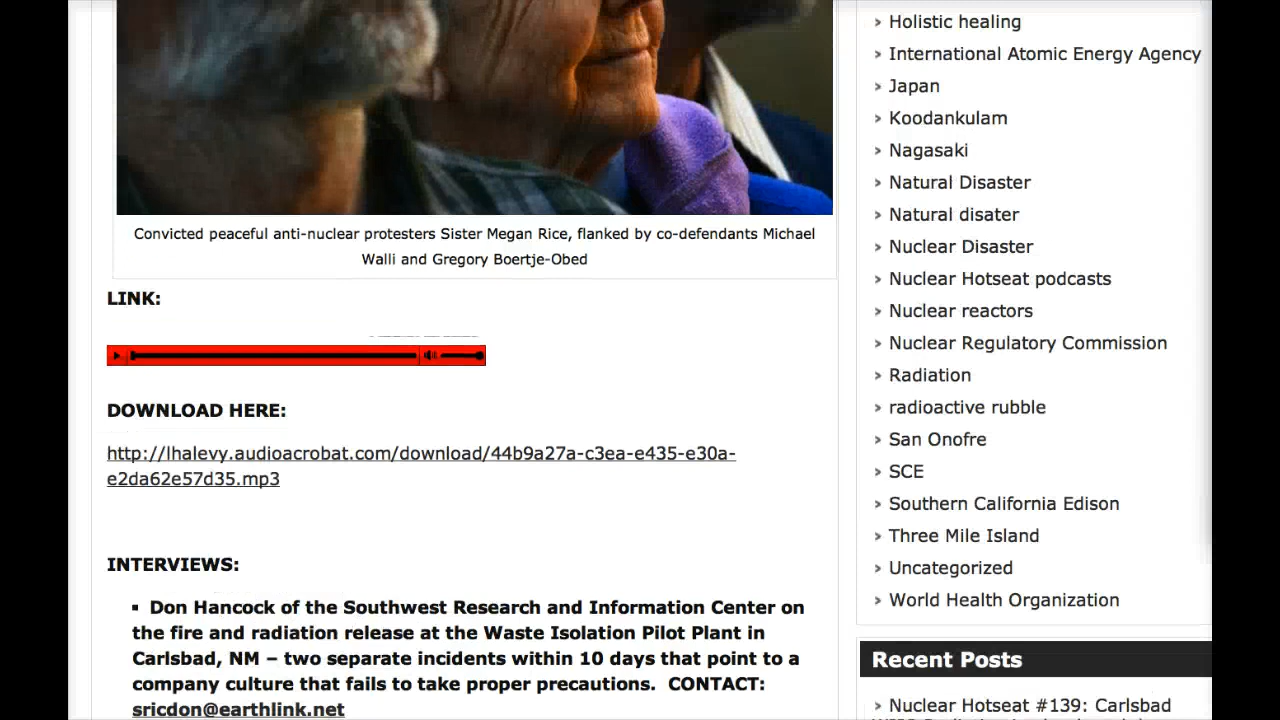 Convicted peaceful anti-nuclear protesters Sister Megan Rice, flanked by co-defendants Michael
Walli and Gregory Boertje-Obed
LINK:
DOWNLOAD HERE:
http://lhalevy.audioacrobat.com/download/44b9a27a-c3ea-e435-e30a-
e2da62e57d35.mp3
INTERVIEWS:
▪ Don Hancock of the Southwest Research and Information Center on
the fire and radiation release at the Waste Isolation Pilot Plant in
Carlsbad, NM – two separate incidents within 10 days that point to a
company culture that fails to take proper precautions. CONTACT:
sricdon@earthlink.net
Holistic healing
International Atomic Energy Agency
Japan
Koodankulam
Nagasaki
Natural Disaster
Natural disater
Nuclear Disaster
Nuclear Hotseat podcasts
Nuclear reactors
Nuclear Regulatory Commission
Radiation
radioactive rubble
San Onofre
SCE
Southern California Edison
Three Mile Island
Uncategorized
World Health Organization
Recent Posts
Nuclear Hotseat #139: Carlsbad